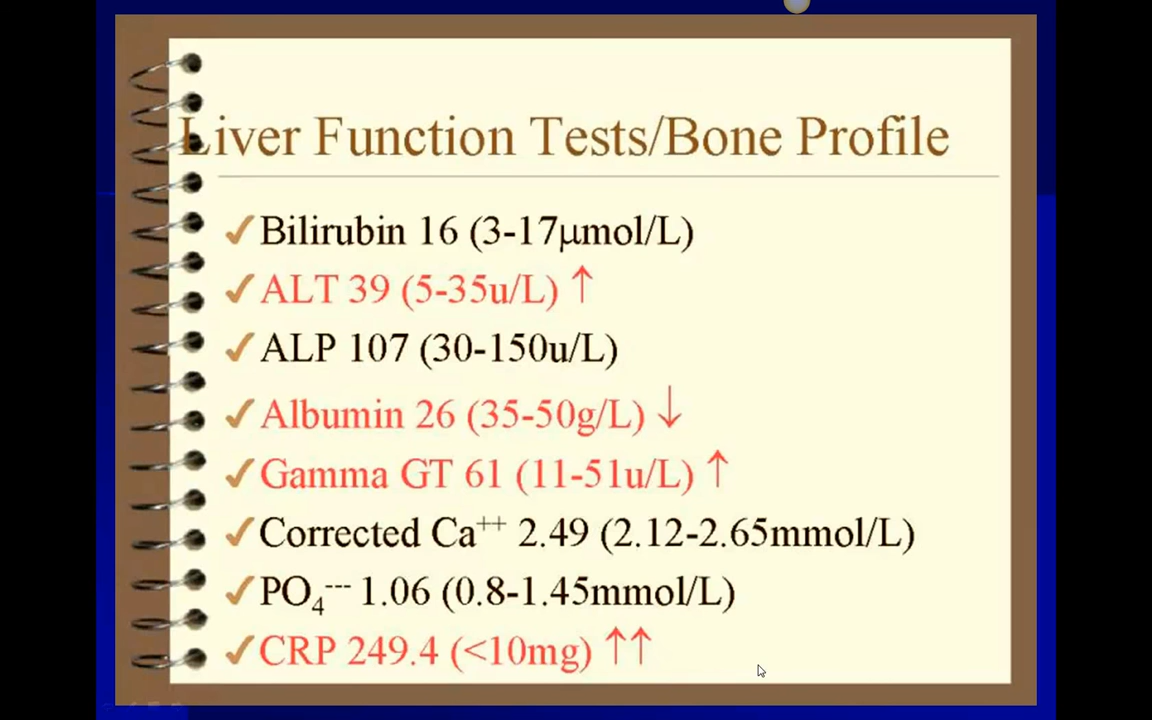 Liver Function Tests/Bone Profile
✓Bilirubin 16 (3-17μmol/L)
✓ALT 39 (5-35u/L) ↑
✓ALP 107 (30-150u/L)
✓Albumin 26 (35-50g/L) ↓
✓Gamma GT 61 (11-51u/L) ↑
✓Corrected Ca⁺⁺ 2.49 (2.12-2.65mmol/L)
✓PO₄--- 1.06 (0.8-1.45mmol/L)
✓CRP 249.4 (<10mg) ↑↑